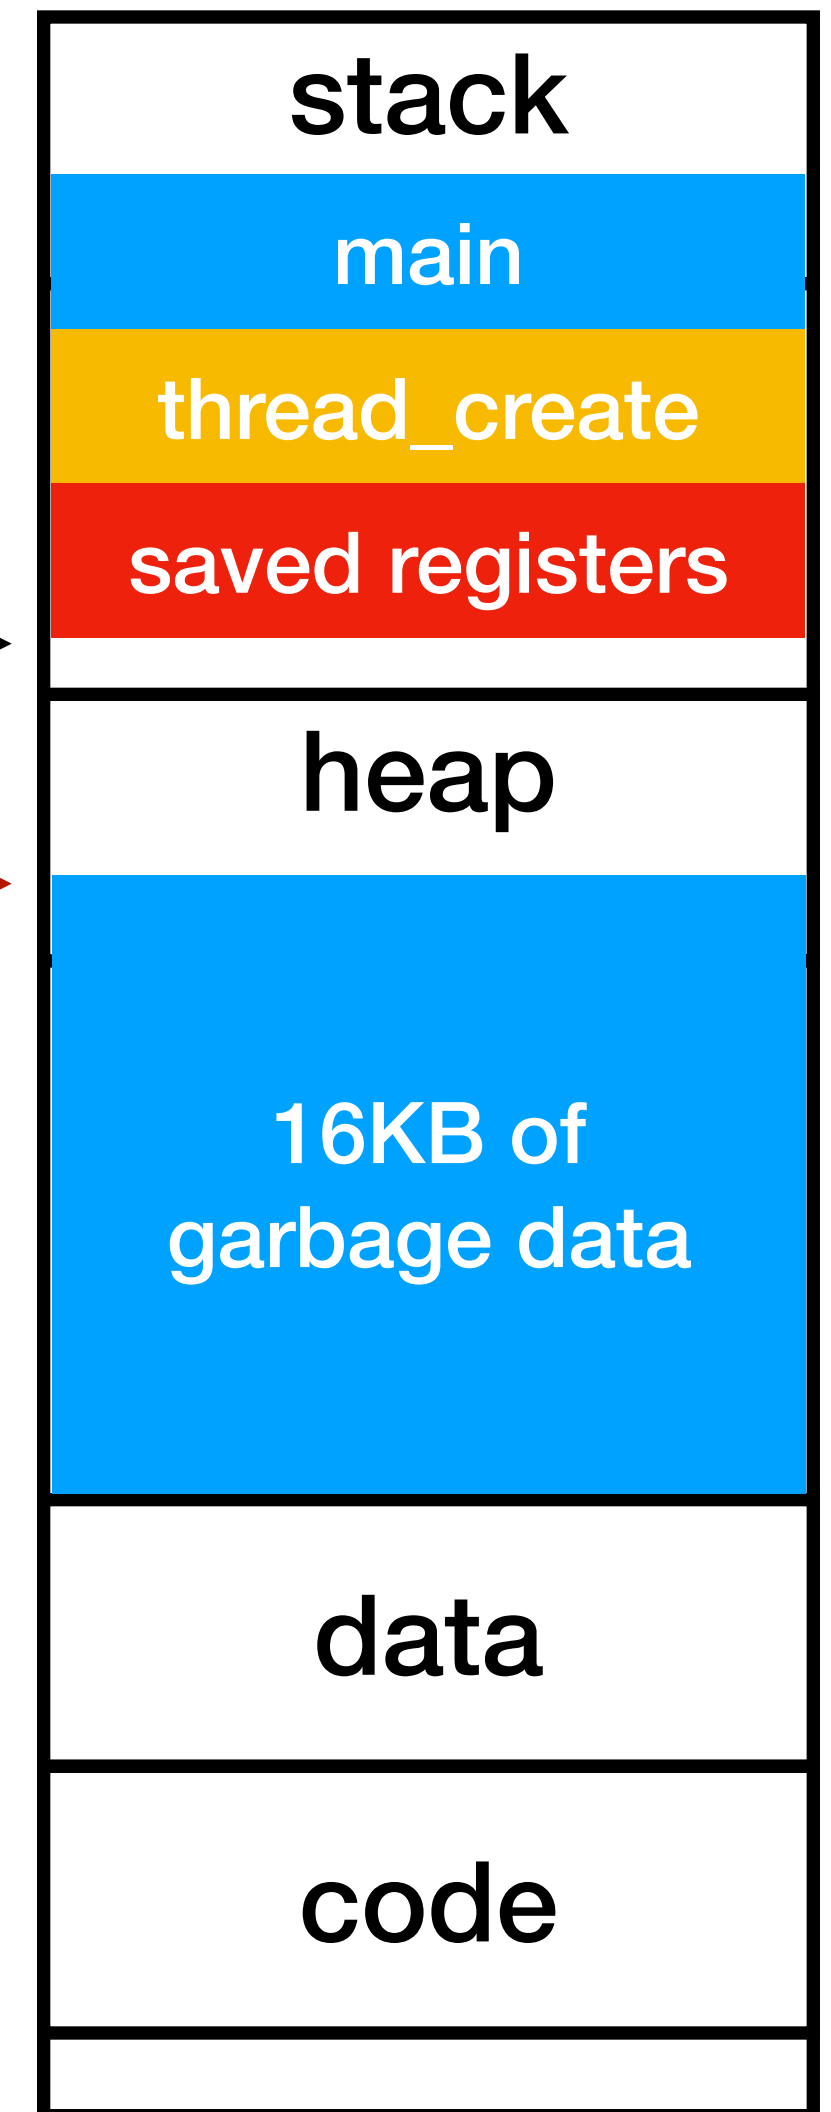 stack
main
thread_create
saved registers
heap
16KB of
garbage data
data
code